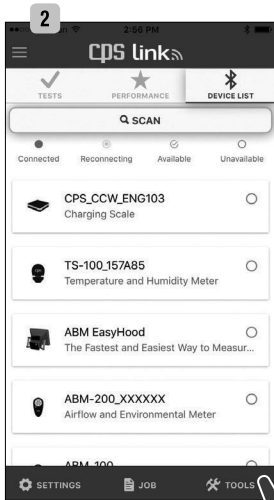 2
2:56 PM
cps link
TESTS
PERFORMANCE
DEVICE LIST
SCAN
Connected Reconnecting Available Unavailable
CPS_CCW_ENG103
Charging Scale
TS-100_157A85
Temperature and Humidity Meter
ABM EasyHood
The Fastest and Easiest Way to Measur...
ABM-200_XXXXXX
Airflow and Environmental Meter
ABM-100
SETTINGS JOB TOOLS